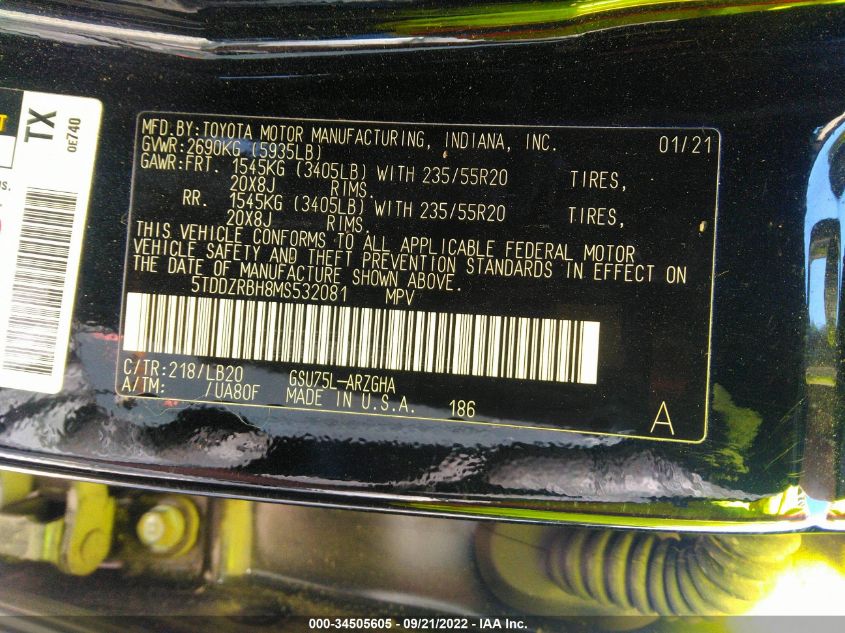 MFD.BY:TOYOTA MOTOR MANUFACTURING, INDIANA, INC. 01/21
GVWR:2690KG (5935LB)
GAWR:FRT. 1545KG (3405LB) WITH 235/55R20 TIRES,
20X8J RIMS.
RR. 1545KG (3405LB) WITH 235/55R20 TIRES,
20X8J RIMS.
THIS VEHICLE CONFORMS TO ALL APPLICABLE FEDERAL MOTOR
VEHICLE SAFETY AND THEFT PREVENTION STANDARDS IN EFFECT ON
THE DATE OF MANUFACTURE SHOWN ABOVE.
5TDDZRBH8MS532081 MPV
C/TR:218/LB20 GSU75L-ARZGHA
A/TM: /UA80F MADE IN U.S.A. 186 A
TX
0E740
000-34505605 - 09/21/2022 - IAA Inc.